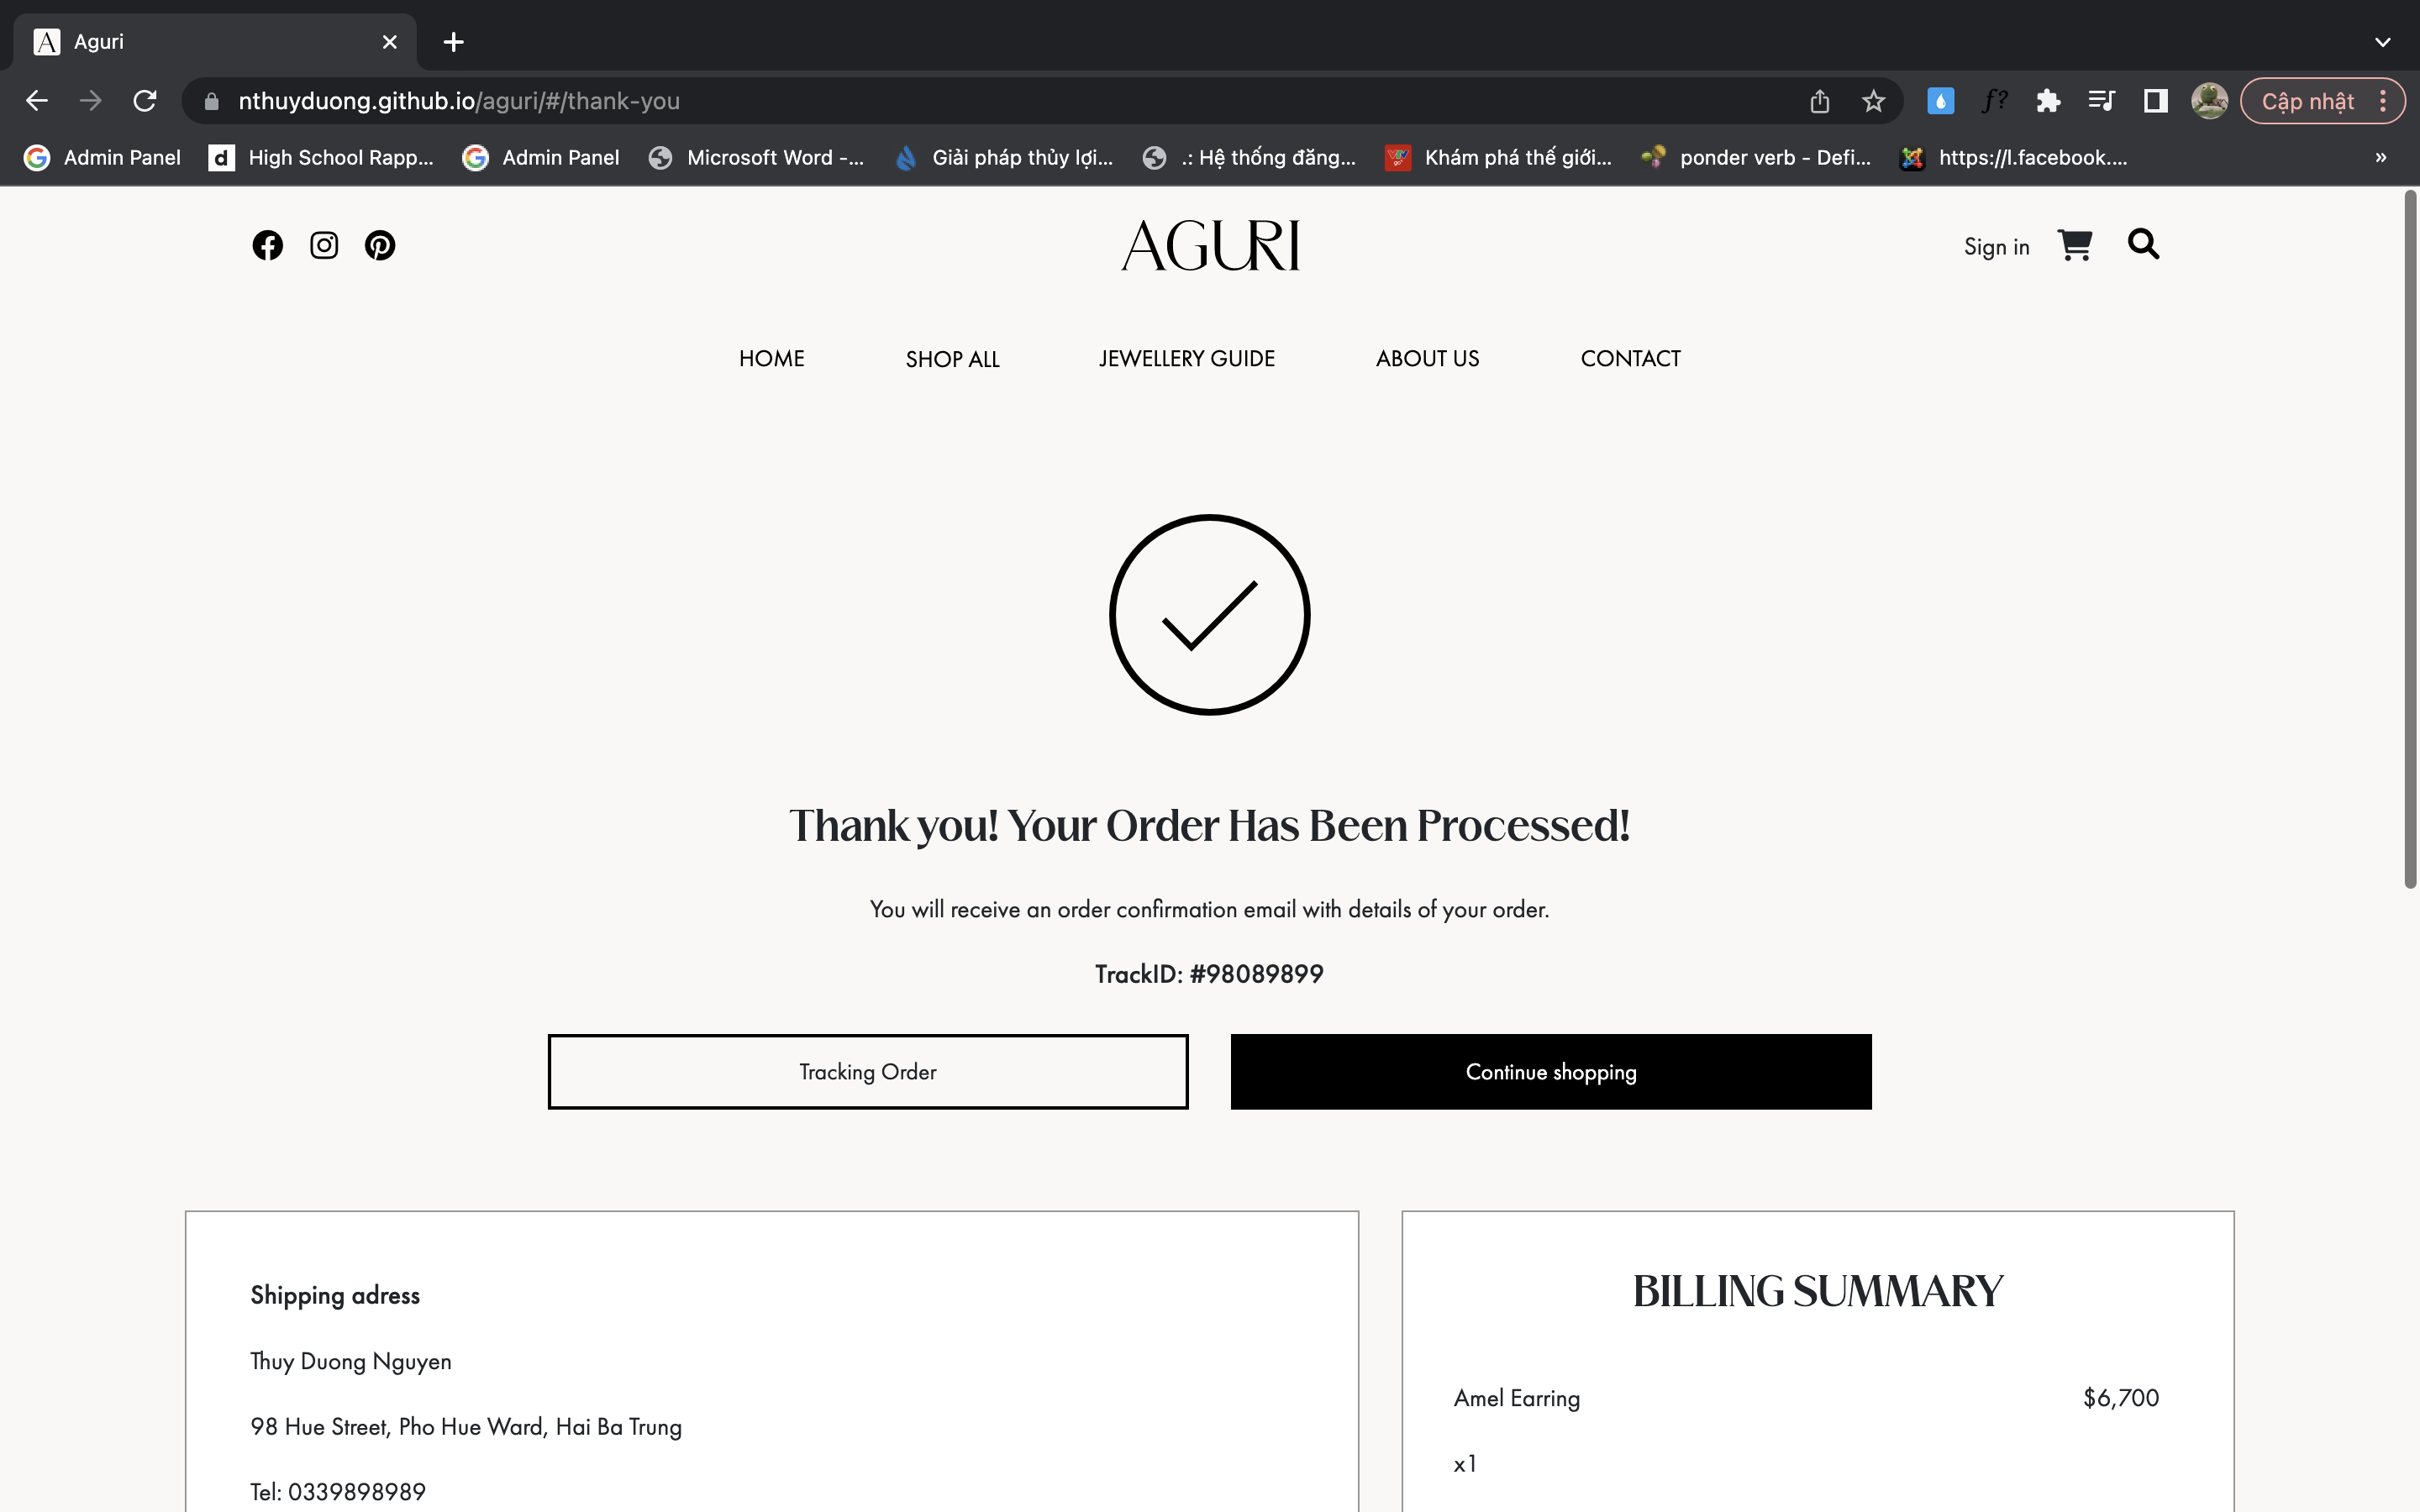 Aguri
nthuyduong.github.io/aguri/#/thank-you
Cập nhật
Admin Panel
High School Rapp...
Admin Panel
Microsoft Word -...
Giải pháp thủy lợi...
.: Hệ thống đăng...
Khám phá thế giới...
ponder verb - Defi...
https://l.facebook....
»
AGURI
Sign in
HOME
SHOP ALL
JEWELLERY GUIDE
ABOUT US
CONTACT
Thank you! Your Order Has Been Processed!
You will receive an order confirmation email with details of your order.
TrackID: #98089899
Tracking Order
Continue shopping
Shipping adress
Thuy Duong Nguyen
98 Hue Street, Pho Hue Ward, Hai Ba Trung
Tel: 0339898989
BILLING SUMMARY
Amel Earring $6,700
x1